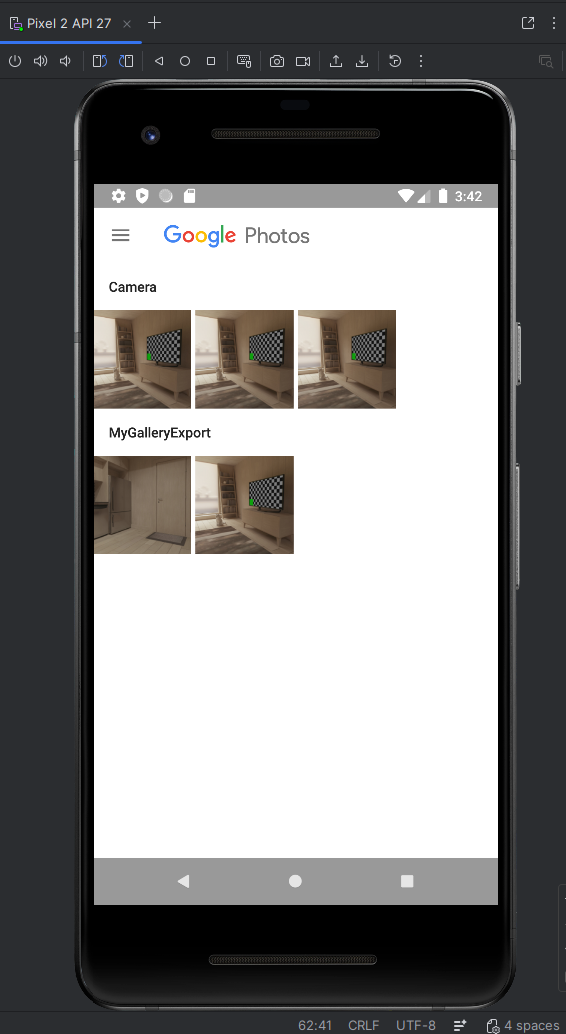 Pixel 2 API 27
3:42
Google Photos
Camera
MyGalleryExport
62:41 CRLF UTF-8 4 spaces